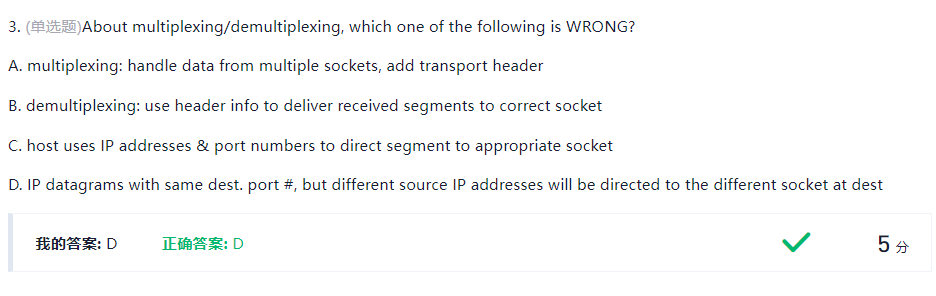 3. (单选题)About multiplexing/demultiplexing, which one of the following is WRONG?
A. multiplexing: handle data from multiple sockets, add transport header
B. demultiplexing: use header info to deliver received segments to correct socket
C. host uses IP addresses & port numbers to direct segment to appropriate socket
D. IP datagrams with same dest. port #, but different source IP addresses will be directed to the different socket at dest
我的答案: D 正确答案: D 5 分